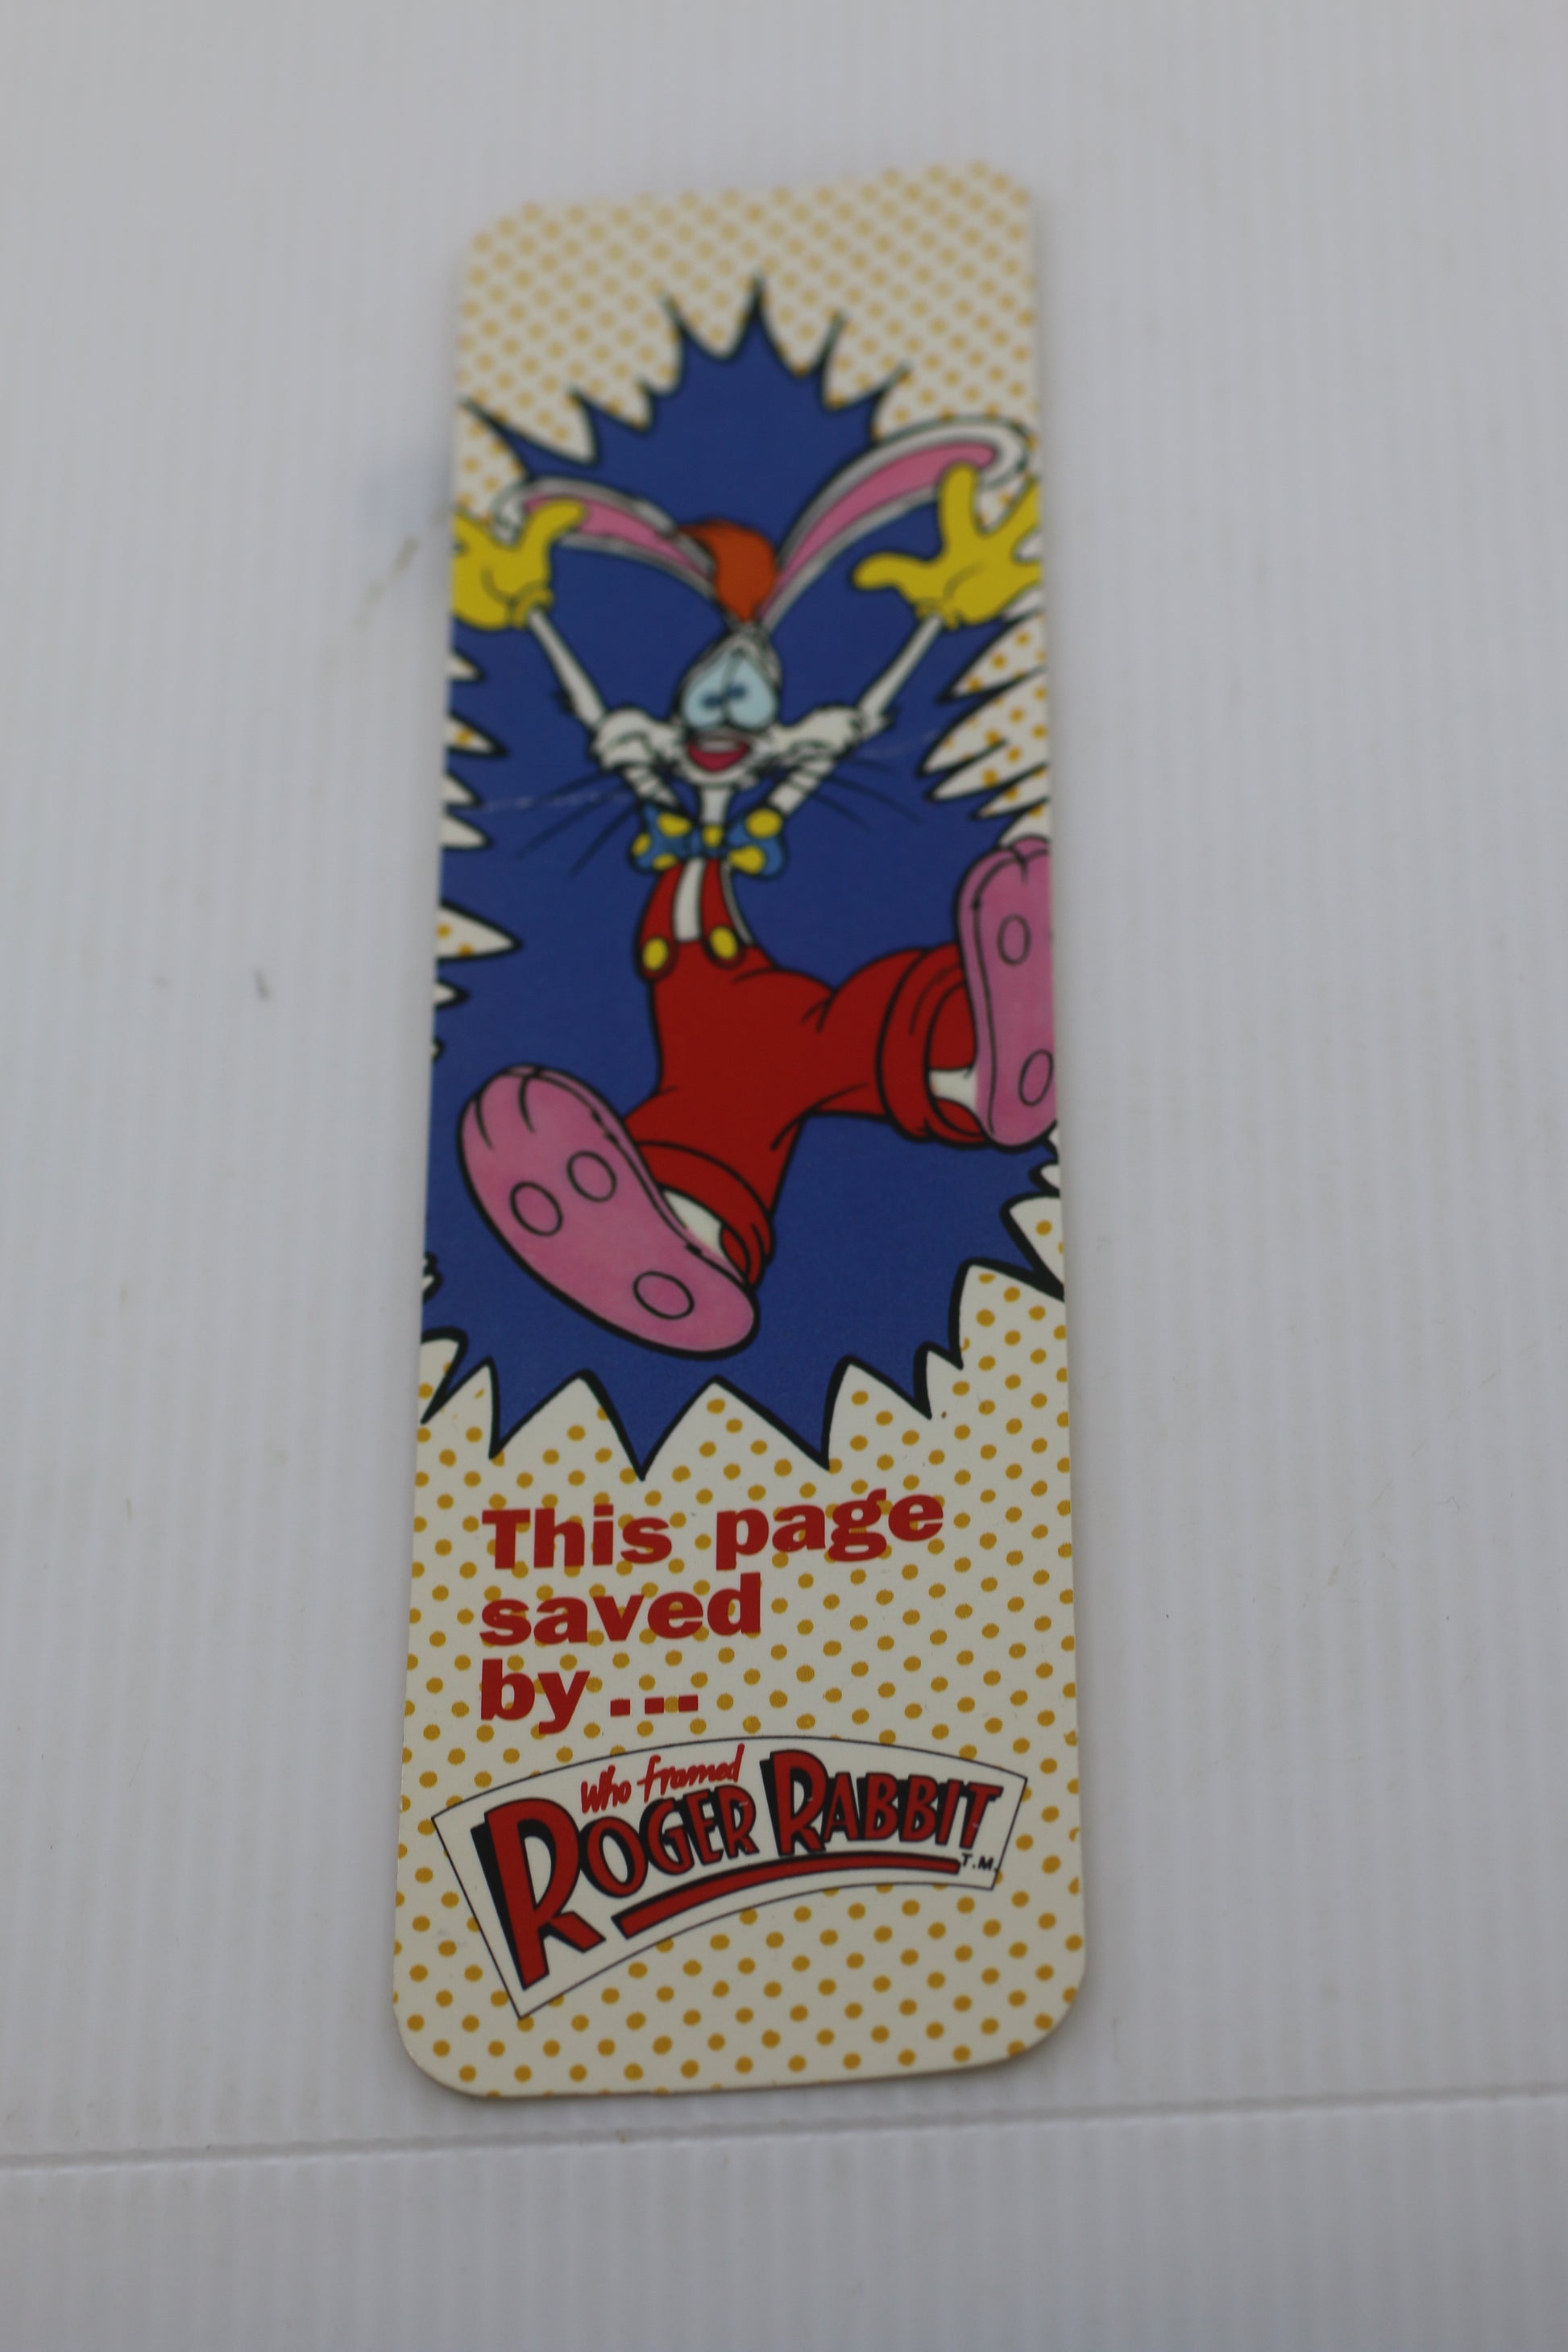 This page
saved
by...
Who framed
ROGER RABBIT
T.M.